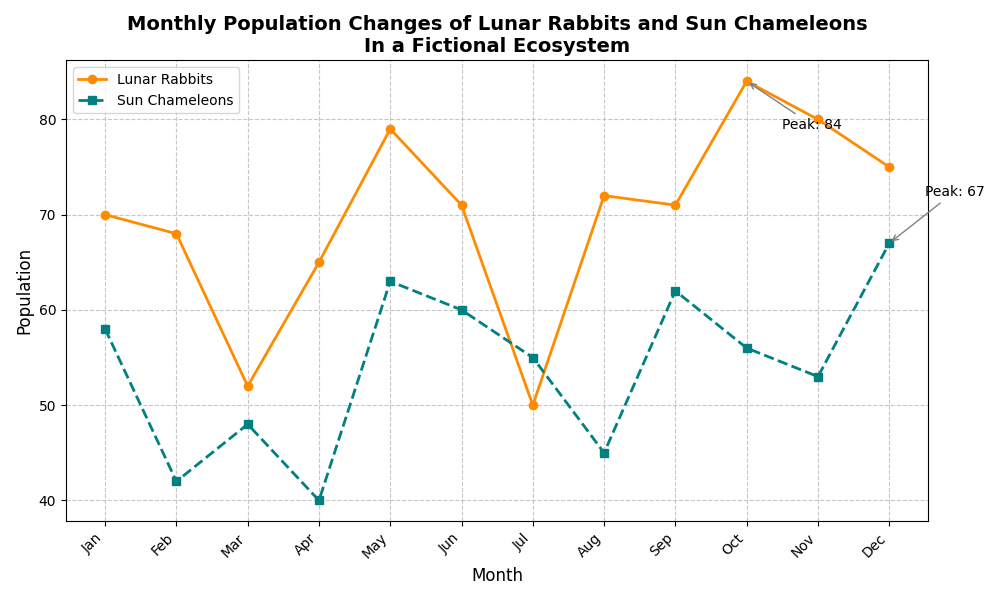 Monthly Population Changes of Lunar Rabbits and Sun Chameleons
In a Fictional Ecosystem
Lunar Rabbits
Sun Chameleons
Peak: 84
Peak: 67
Population
80
70
60
50
40
Jan
Feb
Mar
Apr
May
Jun
Jul
Aug
Sep
Oct
Nov
Dec
Month